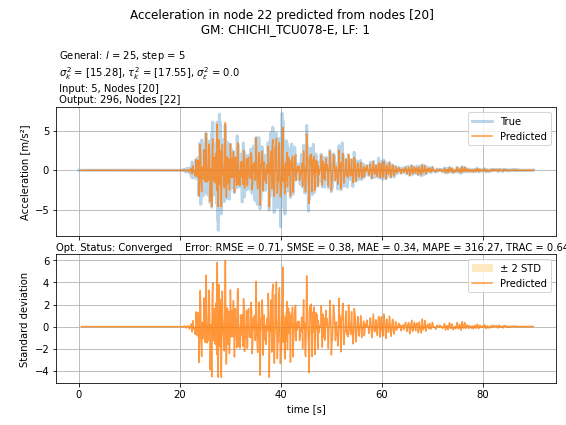 Acceleration in node 22 predicted from nodes [20]
GM: CHICHI_TCU078-E, LF: 1
General: l = 25, step = 5
σ²ₖ = [15.28], τ²ₖ = [17.55], σ²ε = 0.0
Input: 5, Nodes [20]
Output: 296, Nodes [22]
Acceleration [m/s²]
5
0
−5
True
Predicted
Opt. Status: Converged Error: RMSE = 0.71, SMSE = 0.38, MAE = 0.34, MAPE = 316.27, TRAC = 0.64
Standard deviation
6
4
2
0
−2
−4
± 2 STD
Predicted
0 20 40 60 80
time [s]